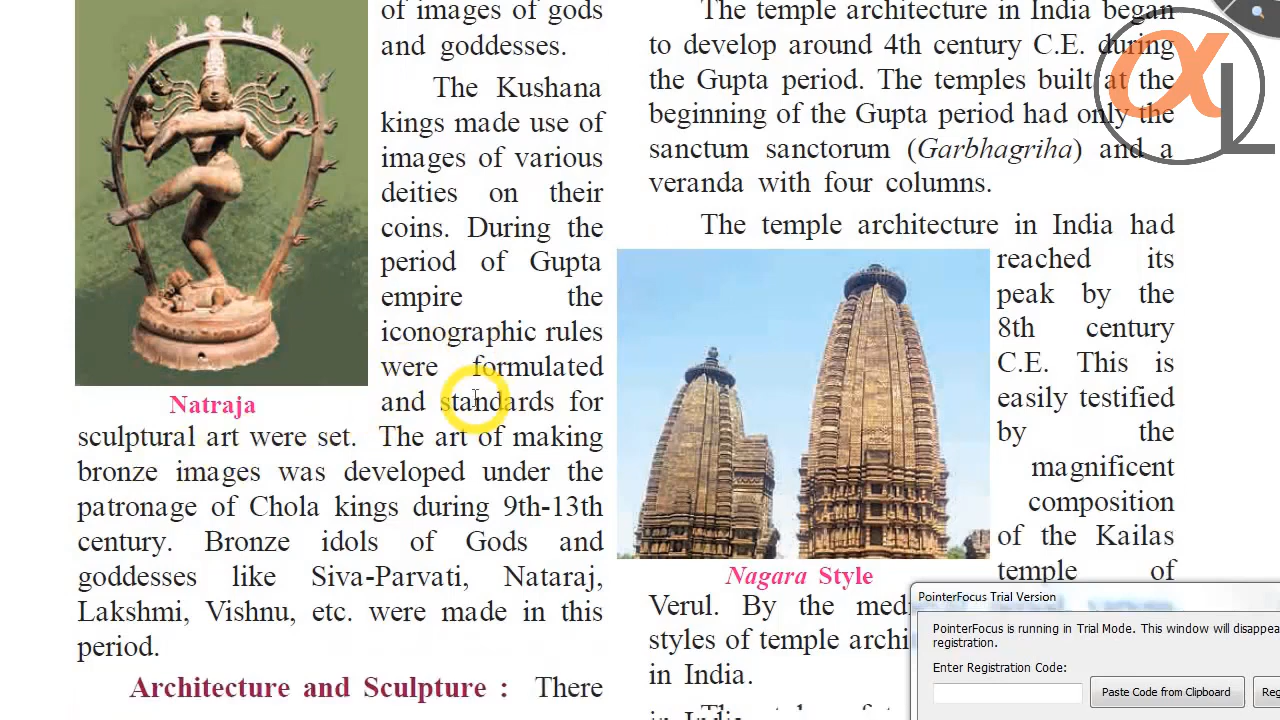 of images of gods
and goddesses.
The Kushana
kings made use of
images of various
deities on their
coins. During the
period of Gupta
empire the
iconographic rules
were formulated
and standards for
Natraja
sculptural art were set. The art of making
bronze images was developed under the
patronage of Chola kings during 9th-13th
century. Bronze idols of Gods and
goddesses like Siva-Parvati, Nataraj,
Lakshmi, Vishnu, etc. were made in this
period.
Architecture and Sculpture : There
The temple architecture in India began
to develop around 4th century C.E. during
the Gupta period. The temples built at the
beginning of the Gupta period had only the
sanctum sanctorum (Garbhagriha) and a
veranda with four columns.
The temple architecture in India had
reached its
peak by the
8th century
C.E. This is
easily testified
by the
magnificent
composition
of the Kailas
temple of
Nagara Style
Verul. By the
styles of temple
in India.
αL
PointerFocus Trial Version
PointerFocus is running in Trial Mode. This window will
registration.
Enter Registration Code:
Paste Code from Clipboard